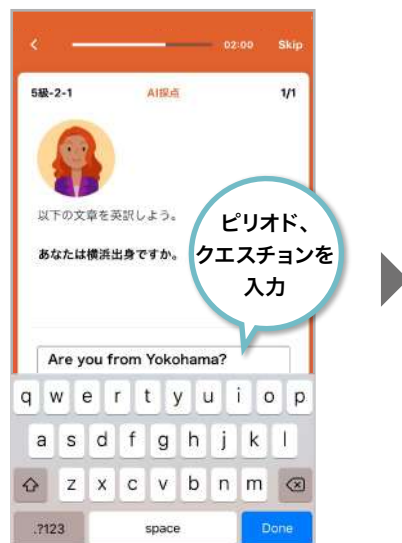 02:00 Skip
5級-2-1 AI採点 1/1
以下の文章を英訳しよう。
あなたは横浜出身ですか。
ピリオド、
クエスチョンを
入力
Are you from Yokohama?
q w e r t y u i o p
a s d f g h j k l
z x c v b n m
.?123 space Done